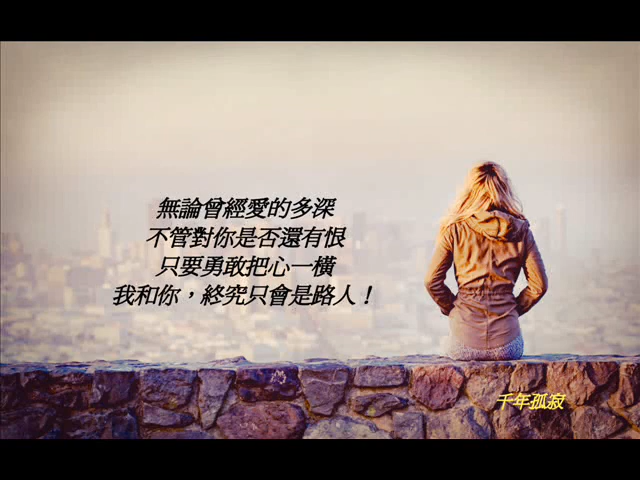 無論曾經愛的多深
不管對你是否還有恨
只要勇敢把心一橫
我和你，終究只會是路人！
千年孤寂